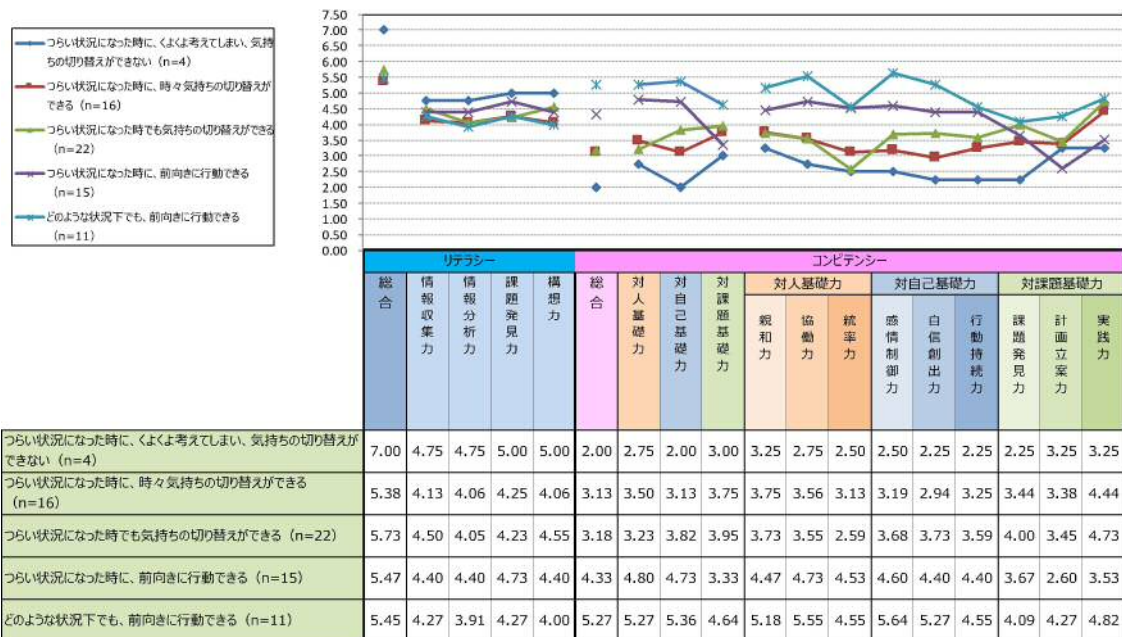 7.50
7.00
6.50
6.00
5.50
5.00
4.50
4.00
3.50
3.00
2.50
2.00
1.50
1.00
0.50
0.00
つらい状況になった時に、くよくよ考えてしまい、気持
ちの切り替えができない（n=4）
つらい状況になった時に、時々気持ちの切り替えが
できる（n=16）
つらい状況になった時でも気持ちの切り替えができる
（n=22）
つらい状況になった時に、前向きに行動できる
（n=15）
どのような状況下でも、前向きに行動できる
（n=11）
リテラシー コンピテンシー
総合 情報収集力 情報分析力 課題発見力 構想力 総合 対人基礎力 対自己基礎力 対課題基礎力 対人基礎力 対自己基礎力 対課題基礎力
親和力 協働力 統率力 感情制御力 自信創出力 行動持続力 課題発見力 計画立案力 実践力
つらい状況になった時に、くよくよ考えてしまい、気持ちの切り替えが
できない（n=4）
7.00 4.75 4.75 5.00 5.00 2.00 2.75 2.00 3.00 3.25 2.75 2.50 2.50 2.25 2.25 2.25 3.25 3.25
つらい状況になった時に、時々気持ちの切り替えができる
（n=16）
5.38 4.13 4.06 4.25 4.06 3.13 3.50 3.13 3.75 3.75 3.56 3.13 3.19 2.94 3.25 3.44 3.38 4.44
つらい状況になった時でも気持ちの切り替えができる（n=22） 5.73 4.50 4.05 4.23 4.55 3.18 3.23 3.82 3.95 3.73 3.55 2.59 3.68 3.73 3.59 4.00 3.45 4.73
つらい状況になった時に、前向きに行動できる（n=15） 5.47 4.40 4.40 4.73 4.40 4.33 4.80 4.73 3.33 4.47 4.73 4.53 4.60 4.40 4.40 3.67 2.60 3.53
どのような状況下でも、前向きに行動できる（n=11） 5.45 4.27 3.91 4.27 4.00 5.27 5.27 5.36 4.64 5.18 5.55 4.55 5.64 5.27 4.55 4.09 4.27 4.82